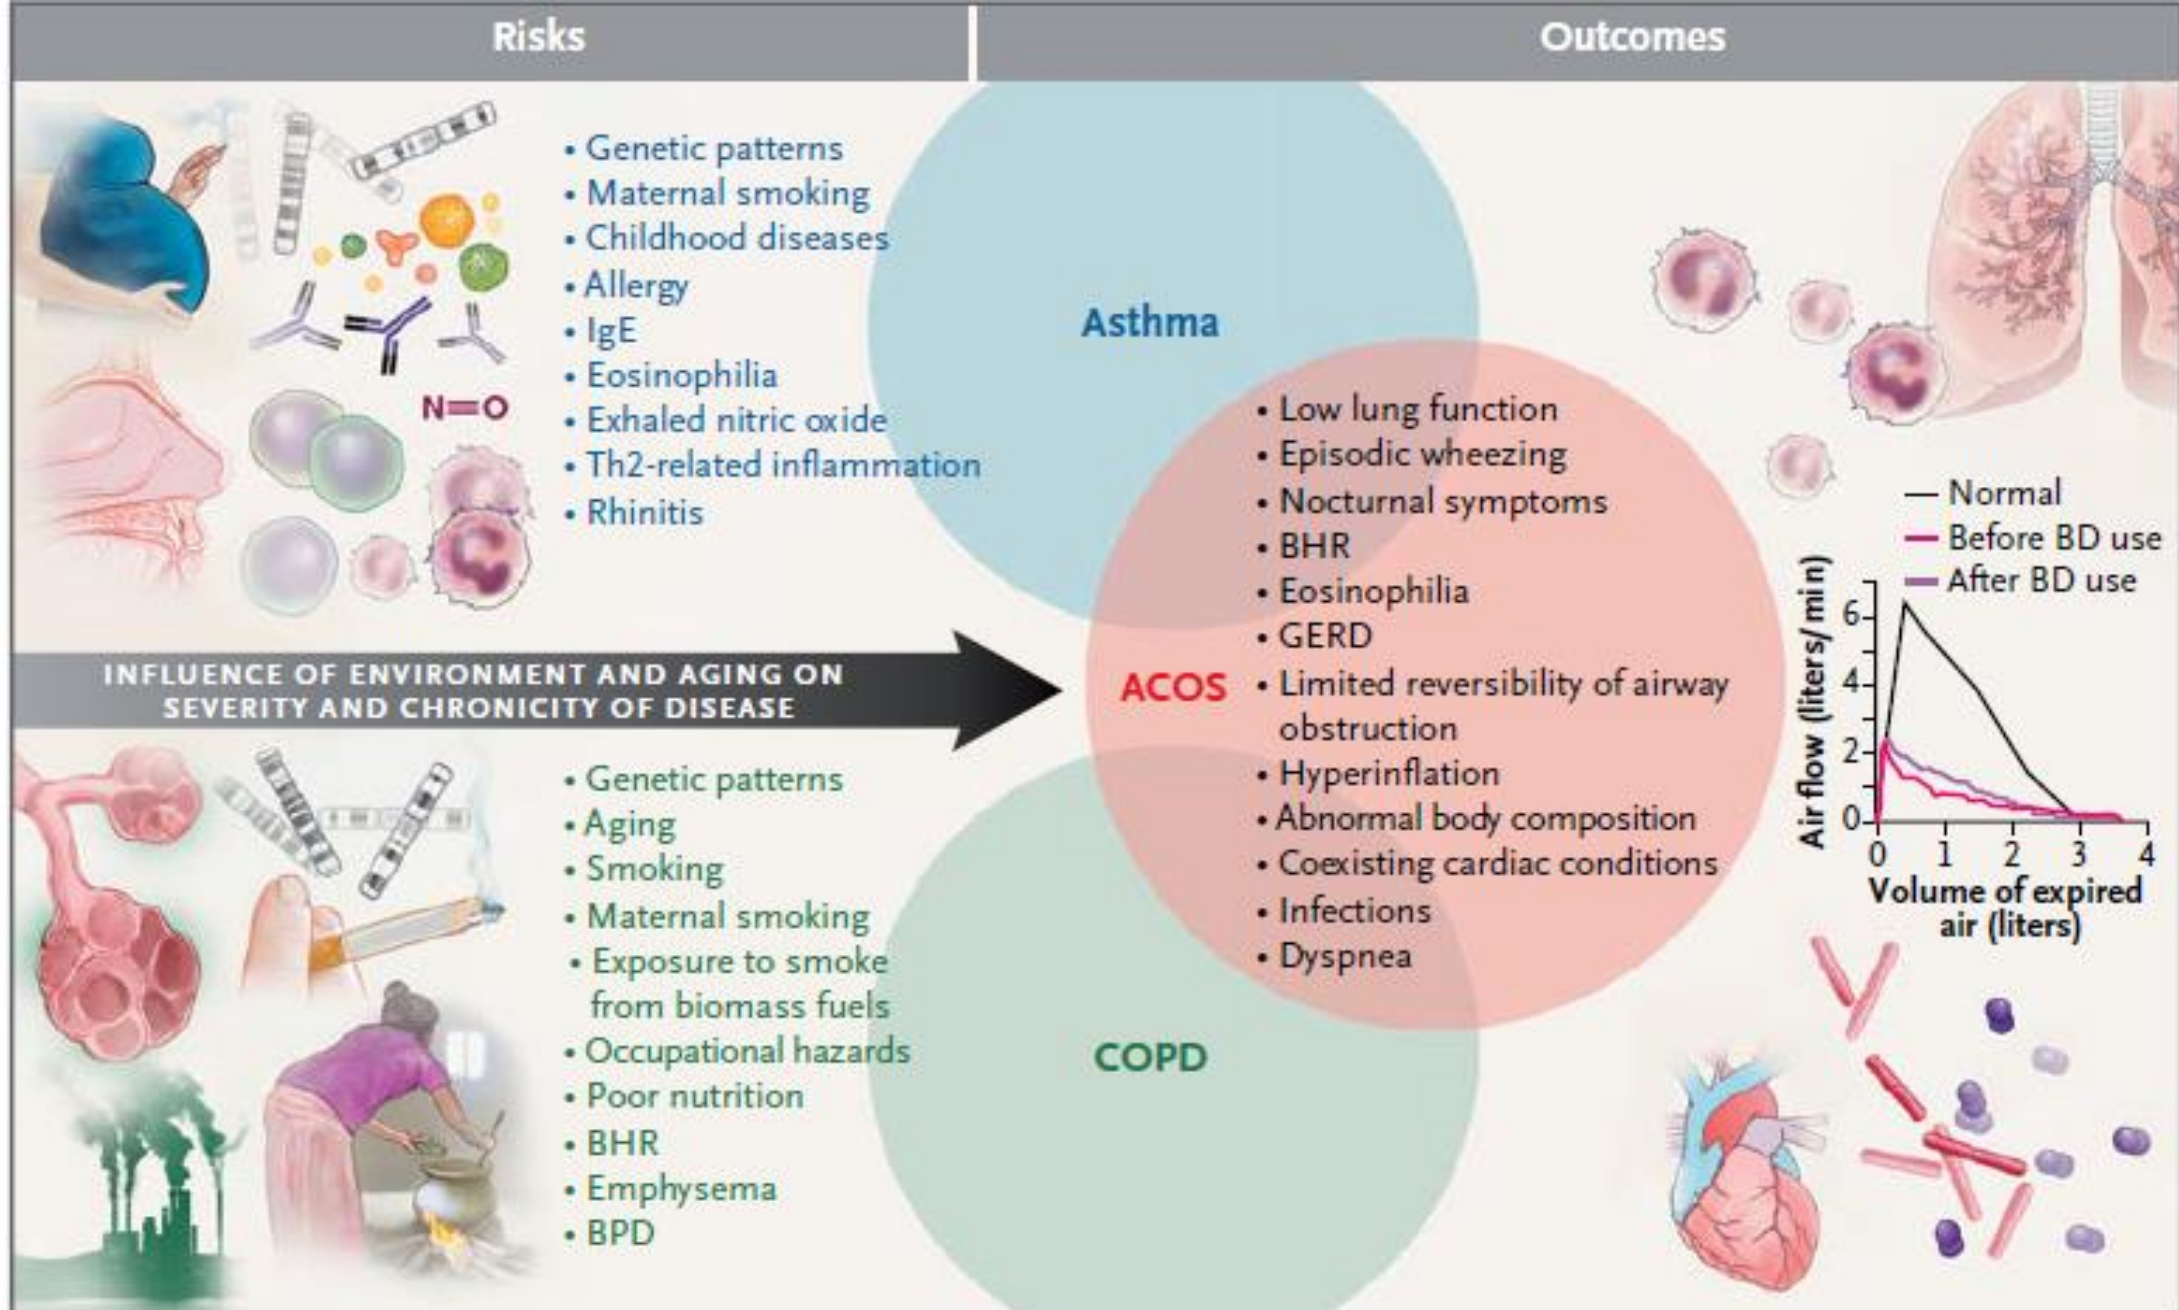 Risks
Outcomes
• Genetic patterns
• Maternal smoking
• Childhood diseases
• Allergy
• IgE
• Eosinophilia
• Exhaled nitric oxide
• Th2-related inflammation
• Rhinitis
N=O
Asthma
INFLUENCE OF ENVIRONMENT AND AGING ON
SEVERITY AND CHRONICITY OF DISEASE
ACOS
• Low lung function
• Episodic wheezing
• Nocturnal symptoms
• BHR
• Eosinophilia
• GERD
• Limited reversibility of airway
obstruction
• Hyperinflation
• Abnormal body composition
• Coexisting cardiac conditions
• Infections
• Dyspnea
• Genetic patterns
• Aging
• Smoking
• Maternal smoking
• Exposure to smoke
from biomass fuels
• Occupational hazards
• Poor nutrition
• BHR
• Emphysema
• BPD
COPD
Normal
Before BD use
After BD use
Air flow (liters/min)
6
4
2
0
0 1 2 3 4
Volume of expired
air (liters)